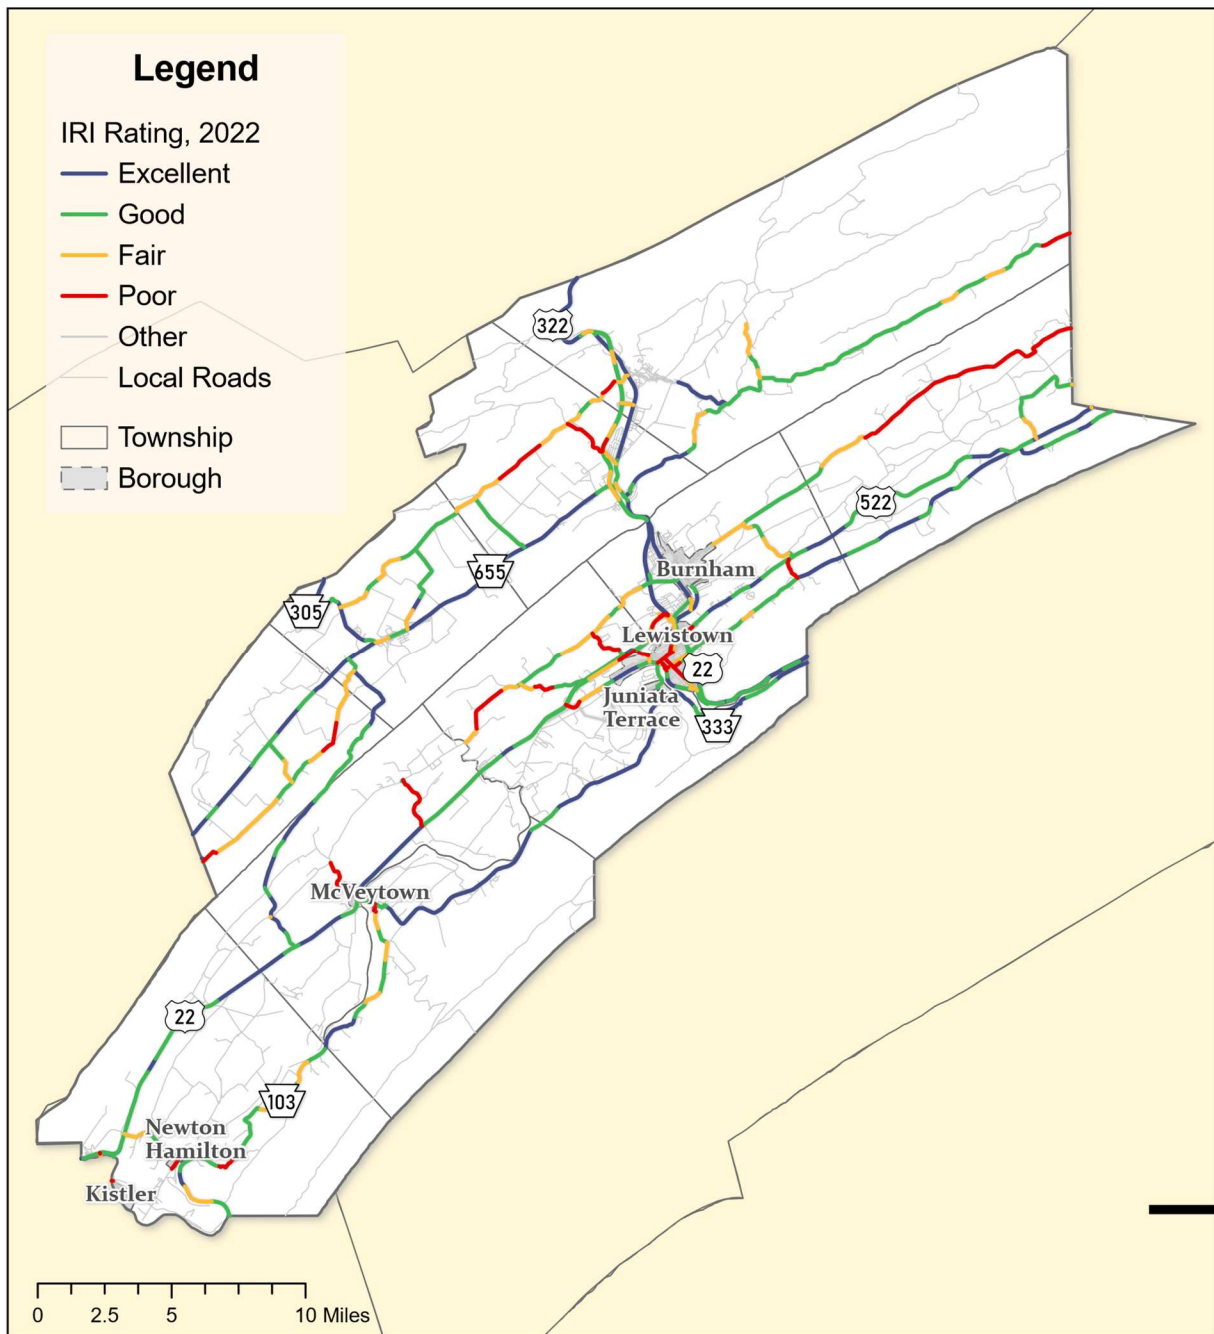 Legend
IRI Rating, 2022
Excellent
Good
Fair
Poor
Other
Local Roads
Township
Borough
322
522
655
305
Burnham
Lewistown
22
Juniata
Terrace
333
McVeytown
22
103
Newton
Hamilton
Kistler
0 2.5 5 10 Miles